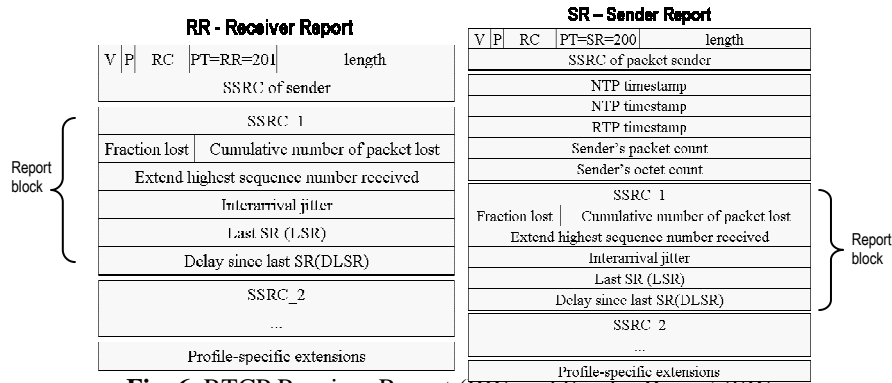 RR - Receiver Report
V P RC PT=RR=201 length
SSRC of sender
SSRC_1
Fraction lost Cumulative number of packet lost
Extend highest sequence number received
Interarrival jitter
Last SR (LSR)
Delay since last SR(DLSR)
SSRC_2
...
Profile-specific extensions
Report
block
SR – Sender Report
V P RC PT=SR=200 length
SSRC of packet sender
NTP timestamp
NTP timestamp
RTP timestamp
Sender's packet count
Sender's octet count
SSRC 1
Fraction lost Cumulative number of packet lost
Extend highest sequence number received
Interarrival jitter
Last SR (LSR)
Delay since last SR(DLSR)
SSRC 2
...
Profile-specific extensions
Report
block
Fig. 6. RTCP Receiver Report